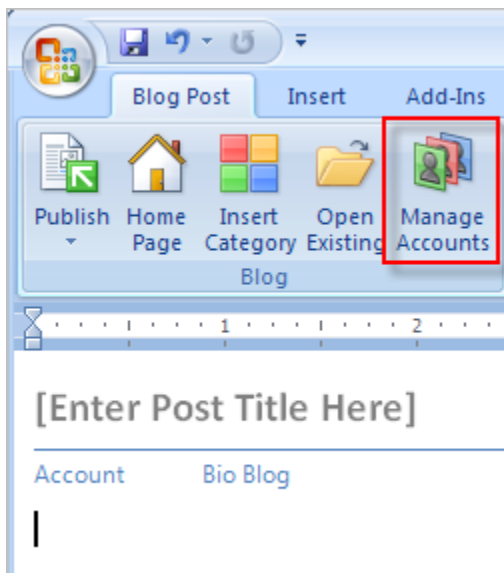 Blog Post Insert Add-Ins
Publish Home Insert Open Manage
Page Category Existing Accounts
Blog
1 2
[Enter Post Title Here]
Account Bio Blog